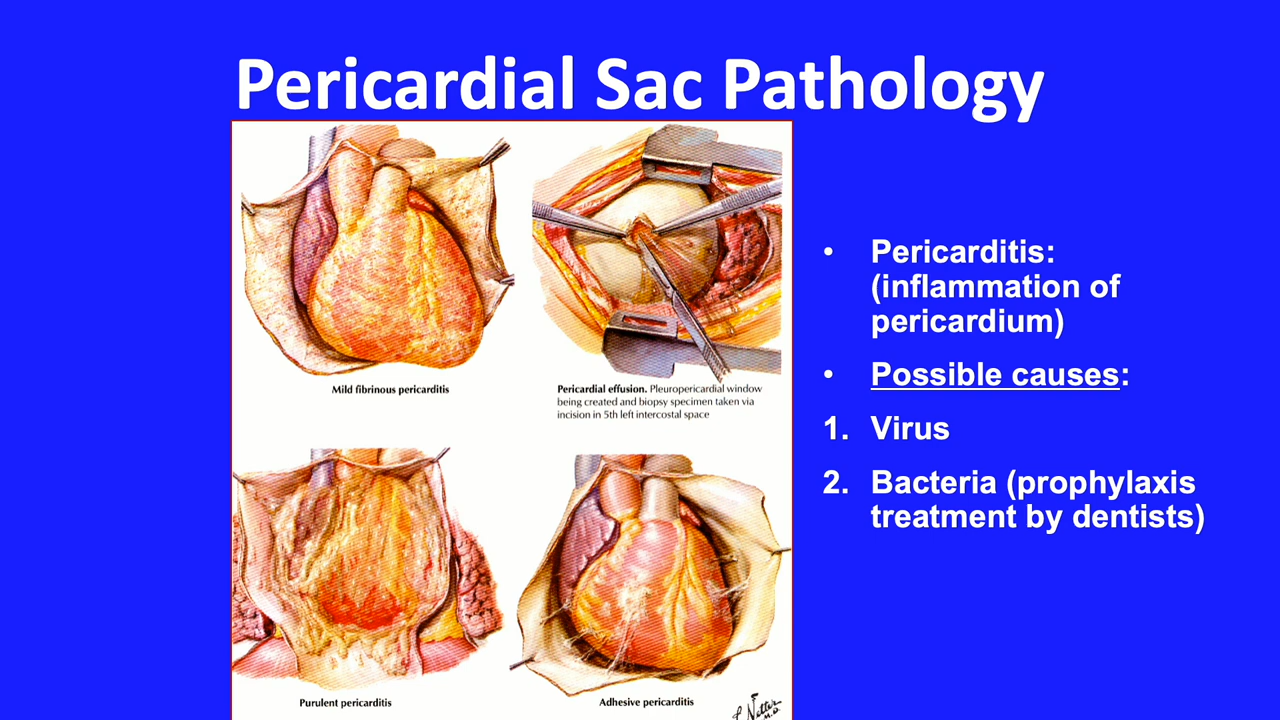 Pericardial Sac Pathology
Mild fibrinous pericarditis
Pericardial effusion. Pleuropericardial window
being created and biopsy specimen taken via
incision in 5th left intercostal space
Purulent pericarditis
Adhesive pericarditis
F. Netter
M.D.
• Pericarditis:
(inflammation of
pericardium)
• Possible causes:
1. Virus
2. Bacteria (prophylaxis
treatment by dentists)